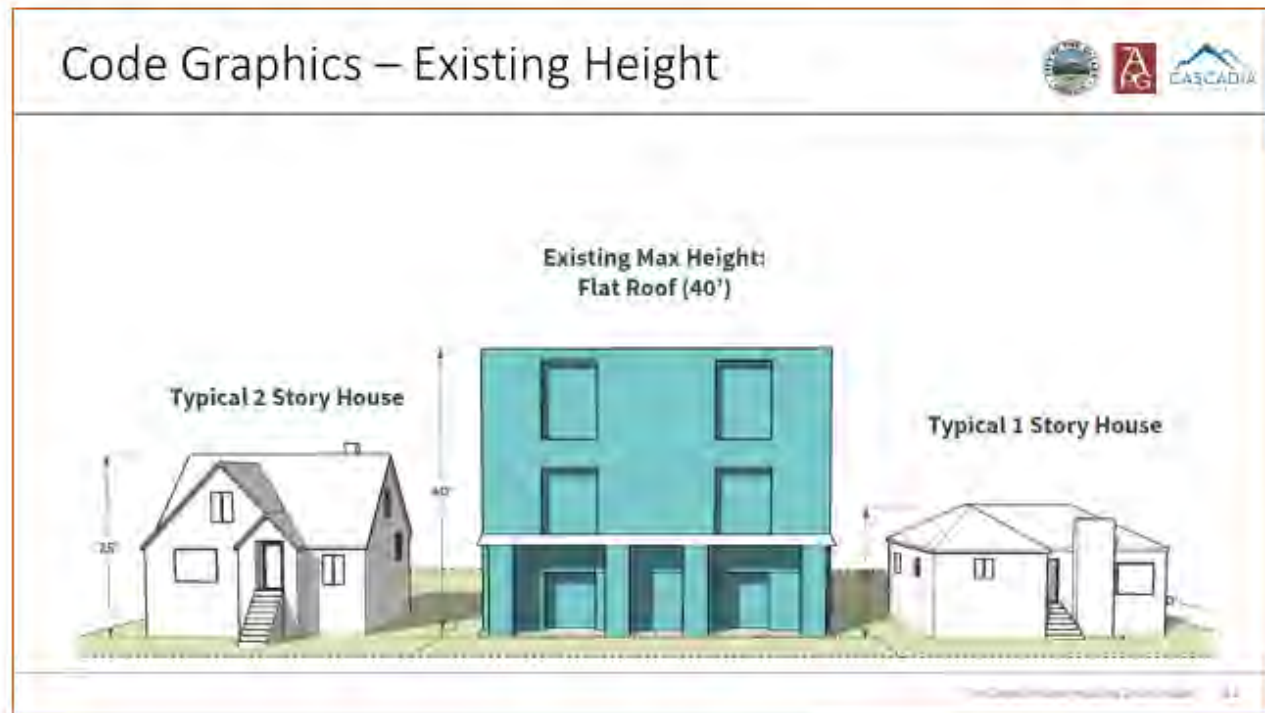 Code Graphics – Existing Height
CASCADIA
Existing Max Height:
Flat Roof (40’)
Typical 2 Story House
Typical 1 Story House
25'
40'